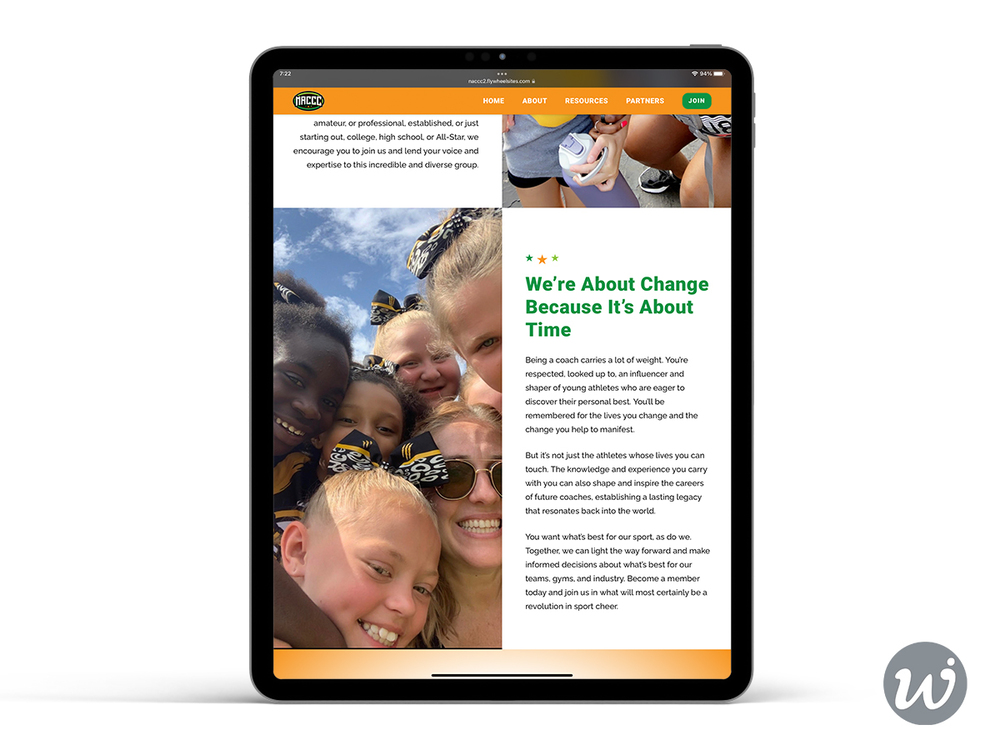 7:22
naccc2.flywheelsites.com
94%
NACCC
HOME ABOUT RESOURCES PARTNERS JOIN
amateur, or professional, established, or just
starting out, college, high school, or All-Star, we
encourage you to join us and lend your voice and
expertise to this incredible and diverse group.
We're About Change
Because It's About
Time
Being a coach carries a lot of weight. You're
respected, looked up to, an influencer and
shaper of young athletes who are eager to
discover their personal best. You'll be
remembered for the lives you change and the
change you help to manifest.
But it's not just the athletes whose lives you can
touch. The knowledge and experience you carry
with you can also shape and inspire the careers
of future coaches, establishing a lasting legacy
that resonates back into the world.
You want what's best for our sport, as do we.
Together, we can light the way forward and make
informed decisions about what's best for our
teams, gyms, and industry. Become a member
today and join us in what will most certainly be a
revolution in sport cheer.
wi